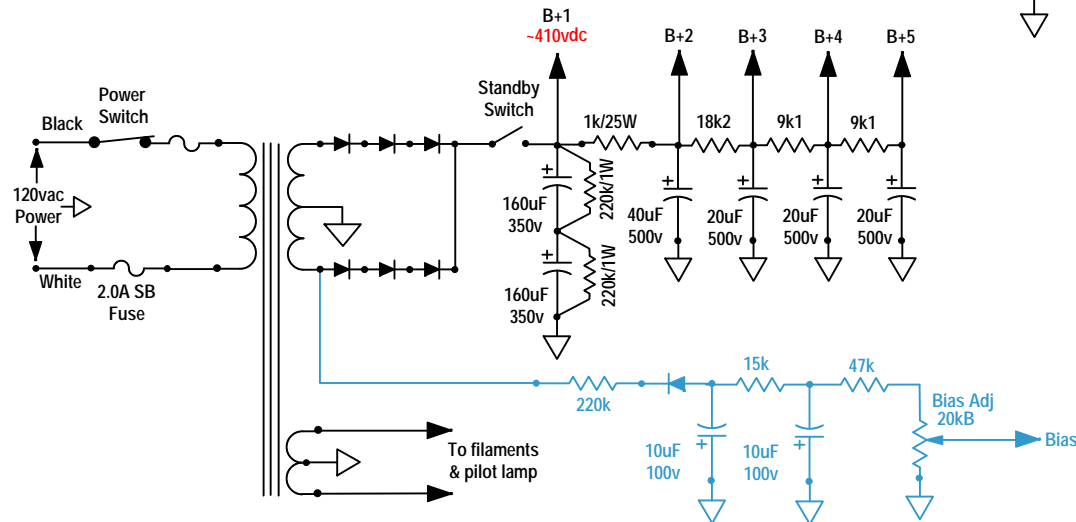 B+1
~410vdc
B+2
B+3
B+4
B+5
Power
Switch
Black
Standby
Switch
1k/25W
18k2
9k1
9k1
120vac
Power
+
160uF
350v
220k/1W
+
40uF
500v
+
20uF
500v
+
20uF
500v
+
20uF
500v
White
2.0A SB
Fuse
+
160uF
350v
220k/1W
220k
15k
47k
Bias Adj
20kB
Bias
10uF
100v
+
10uF
100v
+
To filaments
& pilot lamp